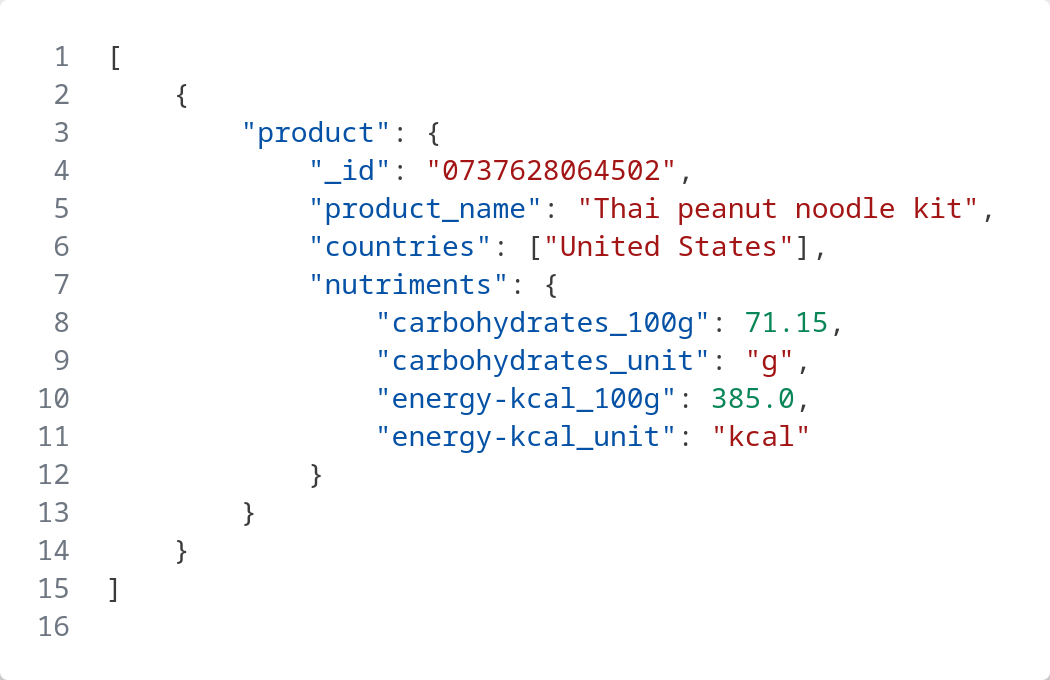 1 [
2     {
3         "product": {
4             "_id": "0737628064502",
5             "product_name": "Thai peanut noodle kit",
6             "countries": ["United States"],
7             "nutriments": {
8                 "carbohydrates_100g": 71.15,
9                 "carbohydrates_unit": "g",
10                 "energy-kcal_100g": 385.0,
11                 "energy-kcal_unit": "kcal"
12             }
13         }
14     }
15 ]
16